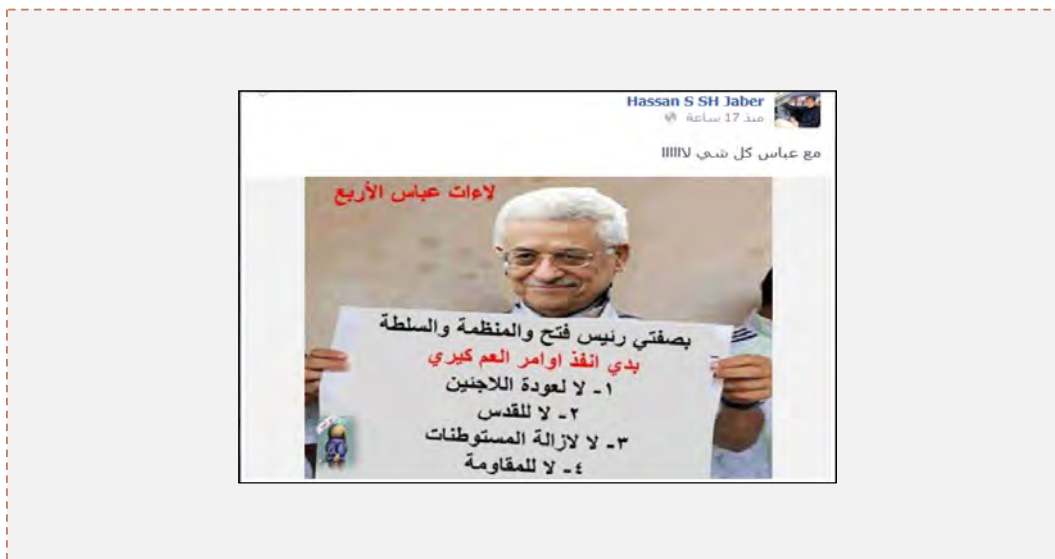 Hassan S SH Jaber
منذ 17 ساعة
مع عباس كل شي لااااااا
لاءات عباس الأربع
بصفتي رئيس فتح والمنظمة والسلطة
بدي انفذ اوامر العم كيري
١- لا لعودة اللاجئين
٢- لا للقدس
٣- لا لازالة المستوطنات
٤- لا للمقاومة